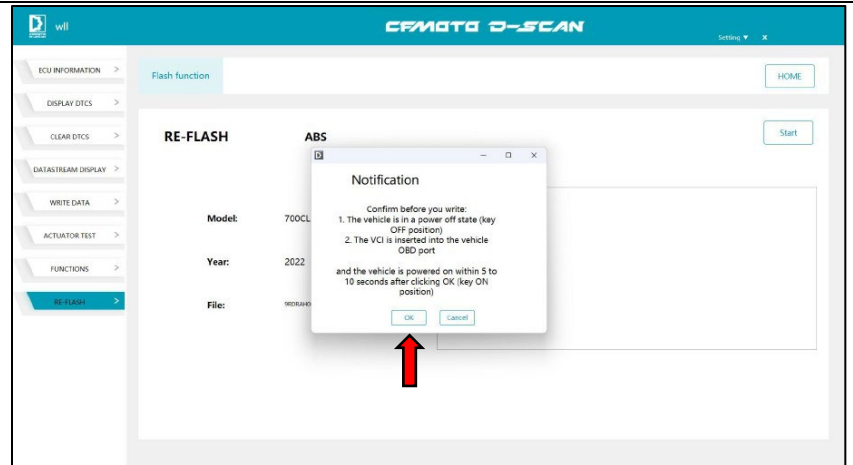 wll
CFMOTO D-SCAN
Setting ▼ X
ECU INFORMATION >
DISPLAY DTCS >
CLEAR DTCS >
DATASTREAM DISPLAY >
WRITE DATA >
ACTUATOR TEST >
FUNCTIONS >
RE-FLASH >
Flash function
HOME
RE-FLASH
ABS
Start
Model: 700CL
Year: 2022
File:
Notification
Confirm before you write:
1. The vehicle is in a power off state (key
OFF position)
2. The VCI is inserted into the vehicle
OBD port
and the vehicle is powered on within 5 to
10 seconds after clicking OK (key ON
position)
OK
Cancel